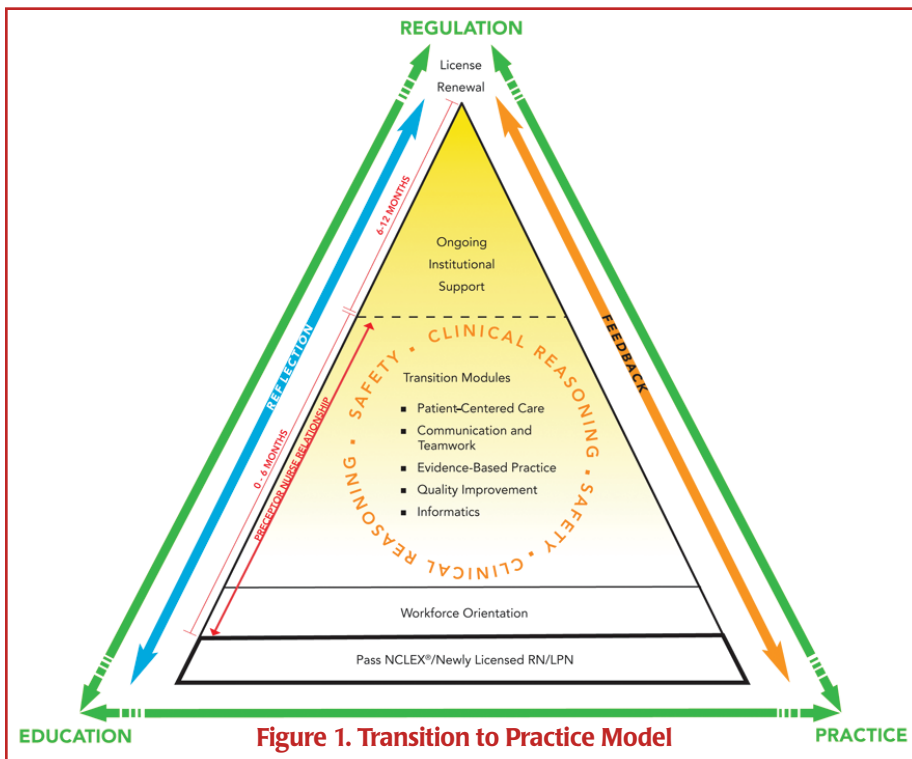 REGULATION
License
Renewal
6-12 MONTHS
Ongoing
Institutional
Support
REFLECTION
FEEDBACK
0 - 6 MONTHS
PRECEPTOR NURSE RELATIONSHIP
SAFETY ▪ CLINICAL REASONING ▪ SAFETY ▪ CLINICAL REASONING ▪
Transition Modules
▪ Patient-Centered Care
▪ Communication and
Teamwork
▪ Evidence-Based Practice
▪ Quality Improvement
▪ Informatics
Workforce Orientation
Pass NCLEX®/Newly Licensed RN/LPN
EDUCATION
PRACTICE
Figure 1. Transition to Practice Model